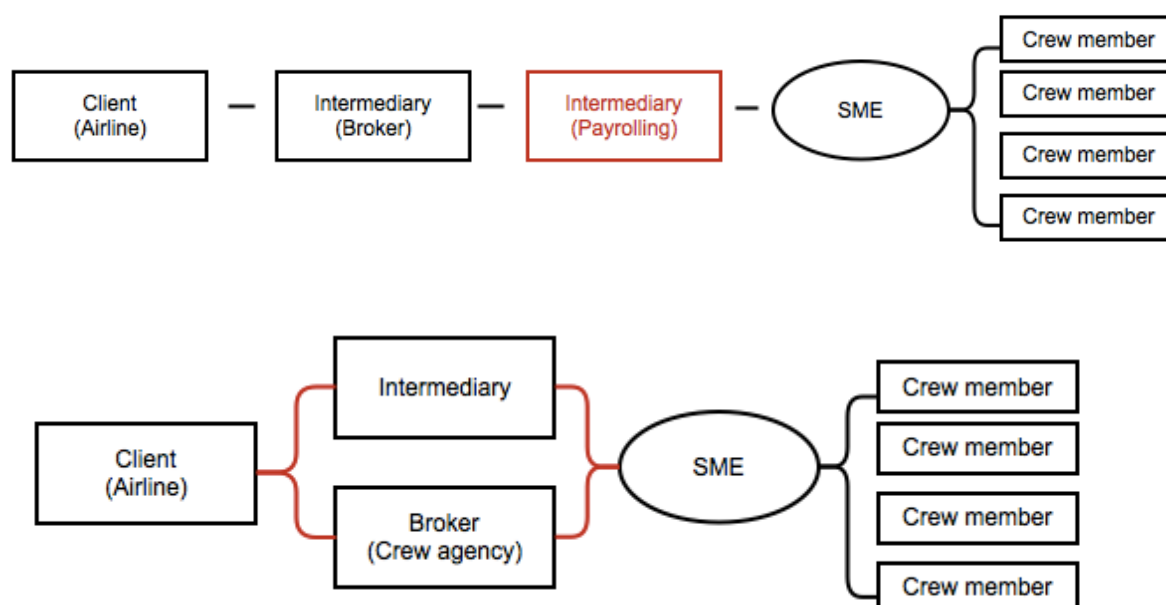 Client
(Airline)
Intermediary
(Broker)
Intermediary
(Payrolling)
SME
Crew member
Crew member
Crew member
Crew member
Client
(Airline)
Intermediary
Broker
(Crew agency)
SME
Crew member
Crew member
Crew member
Crew member